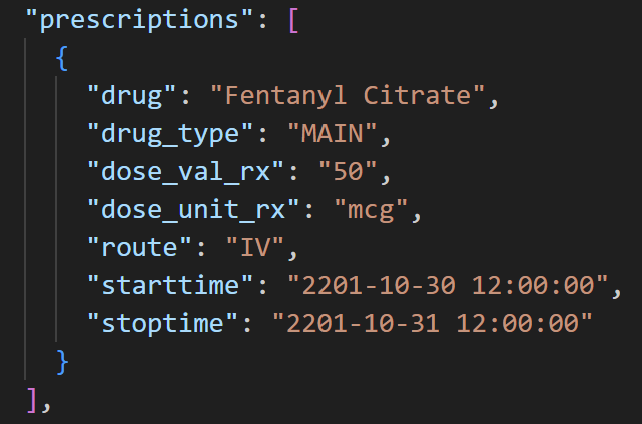 "prescriptions": [
{
"drug": "Fentanyl Citrate",
"drug_type": "MAIN",
"dose_val_rx": "50",
"dose_unit_rx": "mcg",
"route": "IV",
"starttime": "2201-10-30 12:00:00",
"stoptime": "2201-10-31 12:00:00"
}
],